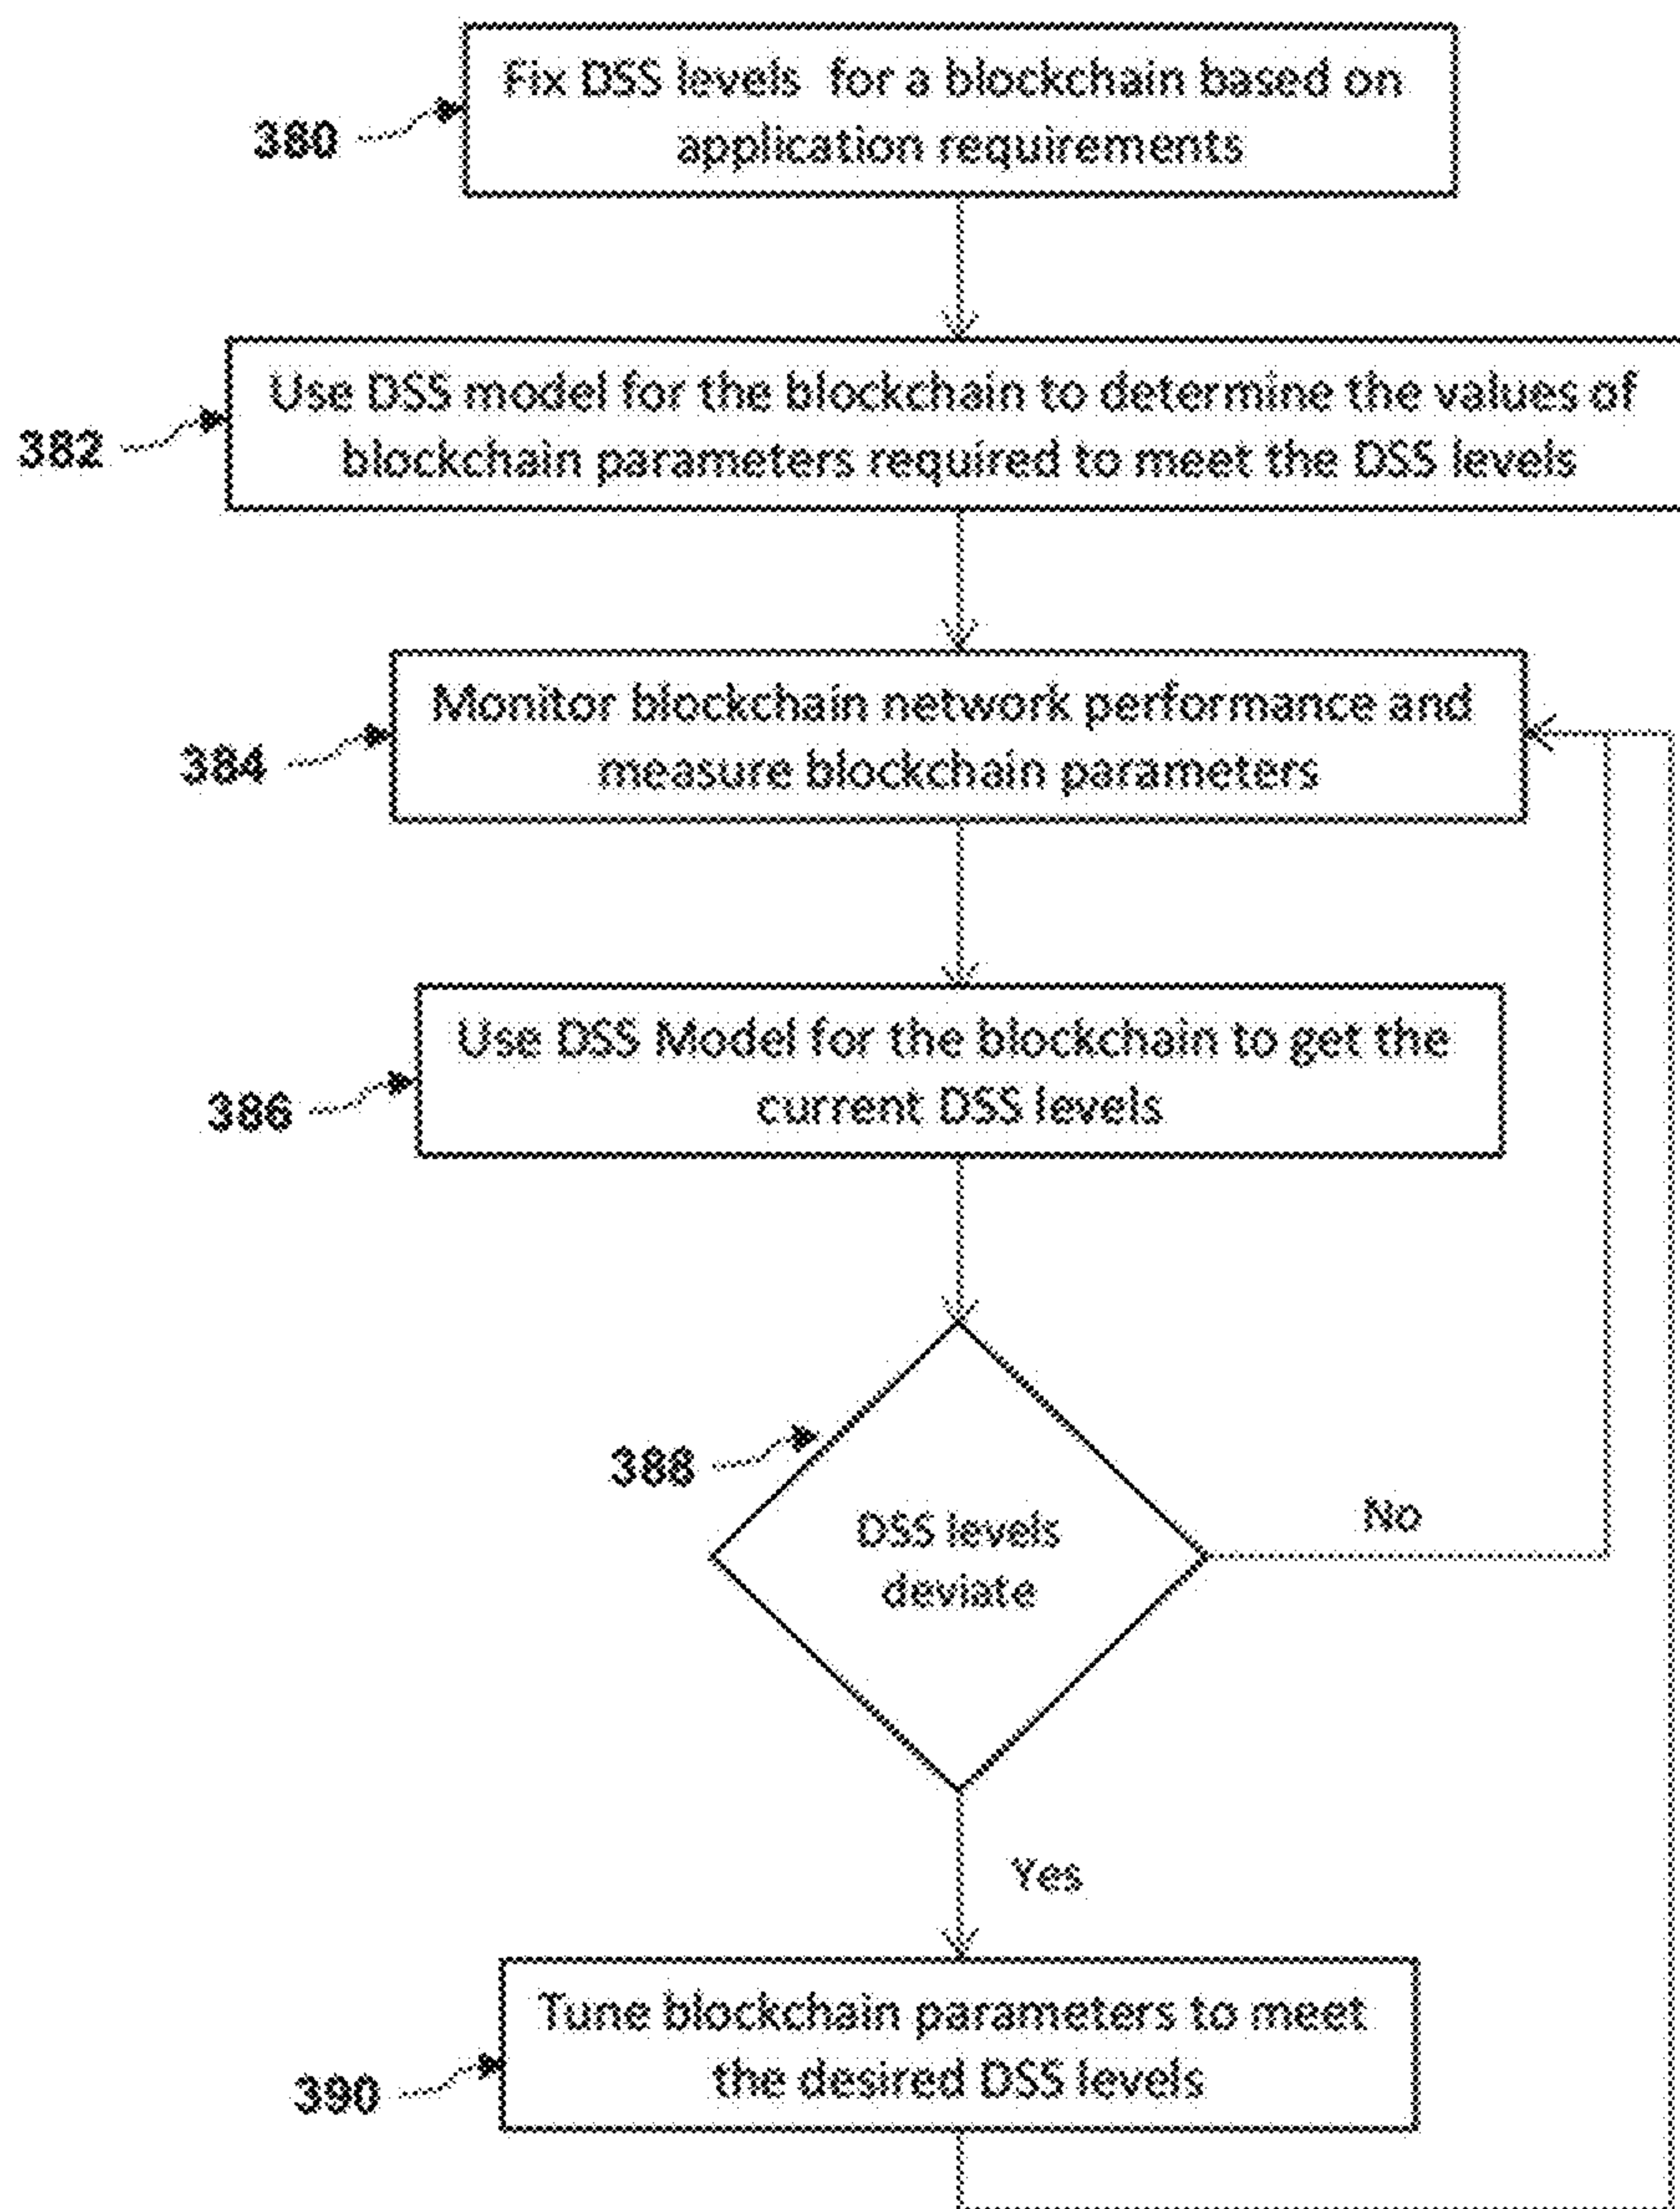 Fix DSS levels for a blockchain based on
application requirements
380
Use DSS model for the blockchain to determine the values of
blockchain parameters required to meet the DSS levels
382
Monitor blockchain network performance and
measure blockchain parameters
384
Use DSS Model for the blockchain to get the
current DSS levels
386
388
DSS levels
deviate
No
Yes
Tune blockchain parameters to meet
the desired DSS levels
390